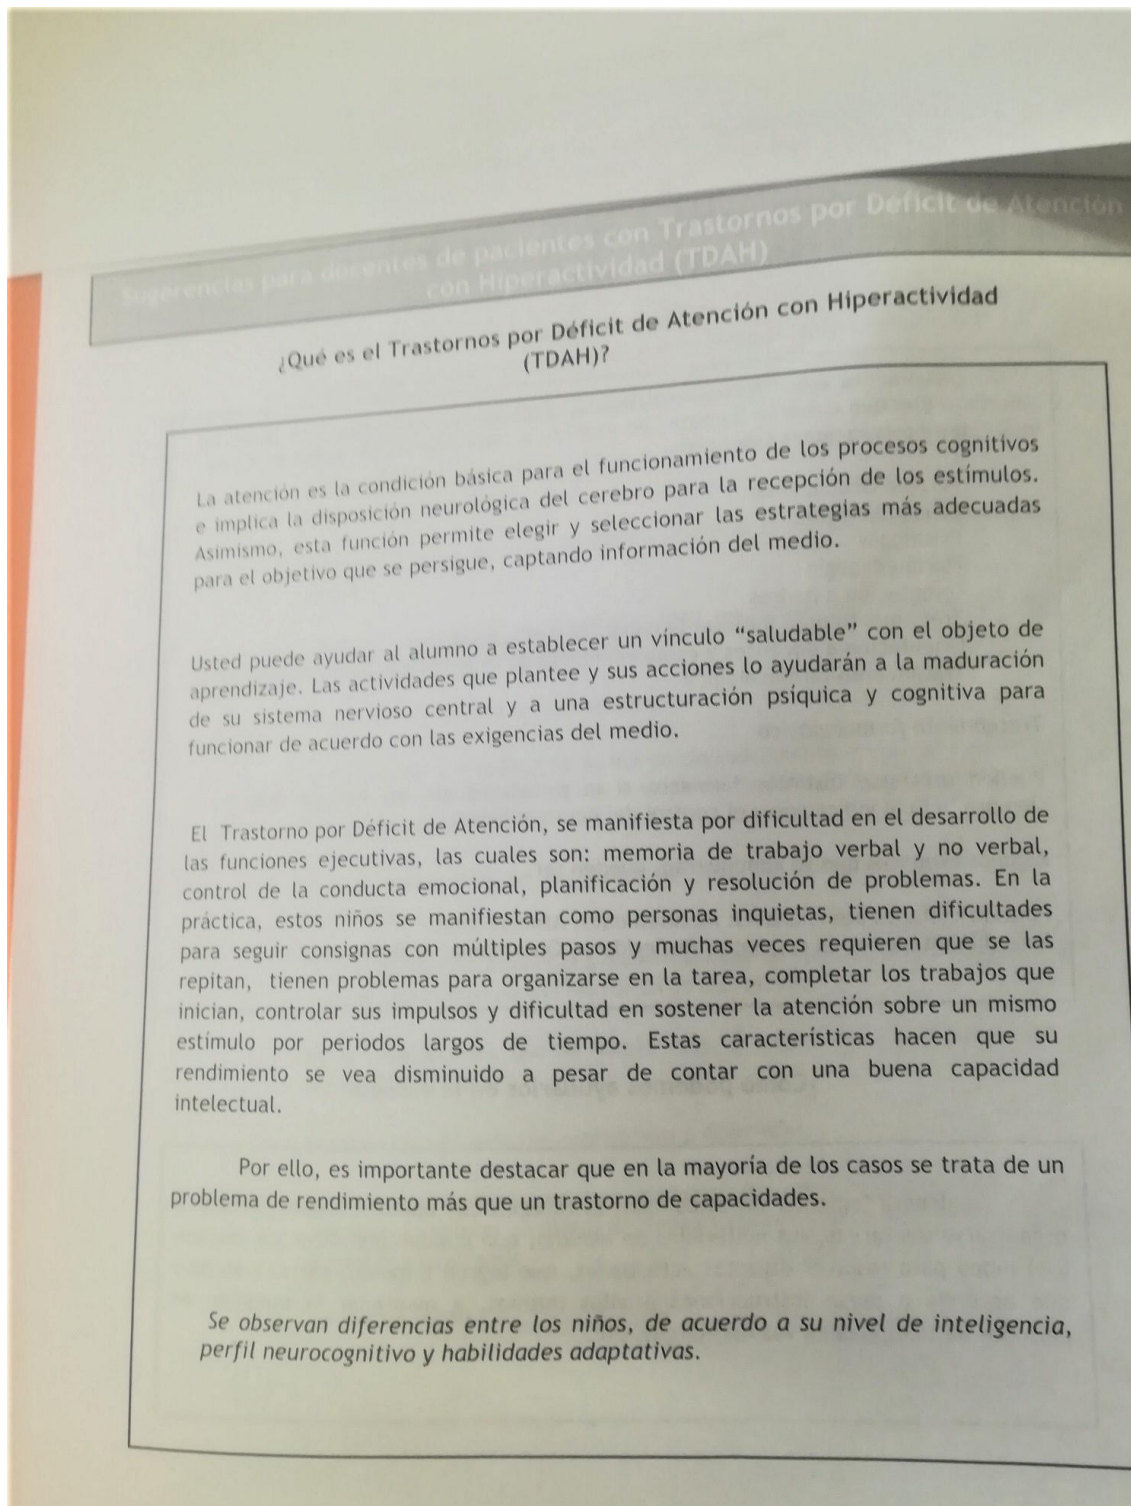 Sugerencias para docentes de pacientes con Trastornos por Déficit de Atención
con Hiperactividad (TDAH)
¿Qué es el Trastornos por Déficit de Atención con Hiperactividad
(TDAH)?
La atención es la condición básica para el funcionamiento de los procesos cognitivos
e implica la disposición neurológica del cerebro para la recepción de los estímulos.
Asimismo, esta función permite elegir y seleccionar las estrategias más adecuadas
para el objetivo que se persigue, captando información del medio.
Usted puede ayudar al alumno a establecer un vínculo “saludable” con el objeto de
aprendizaje. Las actividades que plantee y sus acciones lo ayudarán a la maduración
de su sistema nervioso central y a una estructuración psíquica y cognitiva para
funcionar de acuerdo con las exigencias del medio.
El Trastorno por Déficit de Atención, se manifiesta por dificultad en el desarrollo de
las funciones ejecutivas, las cuales son: memoria de trabajo verbal y no verbal,
control de la conducta emocional, planificación y resolución de problemas. En la
práctica, estos niños se manifiestan como personas inquietas, tienen dificultades
para seguir consignas con múltiples pasos y muchas veces requieren que se las
repitan, tienen problemas para organizarse en la tarea, completar los trabajos que
inician, controlar sus impulsos y dificultad en sostener la atención sobre un mismo
estímulo por periodos largos de tiempo. Estas características hacen que su
rendimiento se vea disminuido a pesar de contar con una buena capacidad
intelectual.
Por ello, es importante destacar que en la mayoría de los casos se trata de un
problema de rendimiento más que un trastorno de capacidades.
Se observan diferencias entre los niños, de acuerdo a su nivel de inteligencia,
perfil neurocognitivo y habilidades adaptativas.